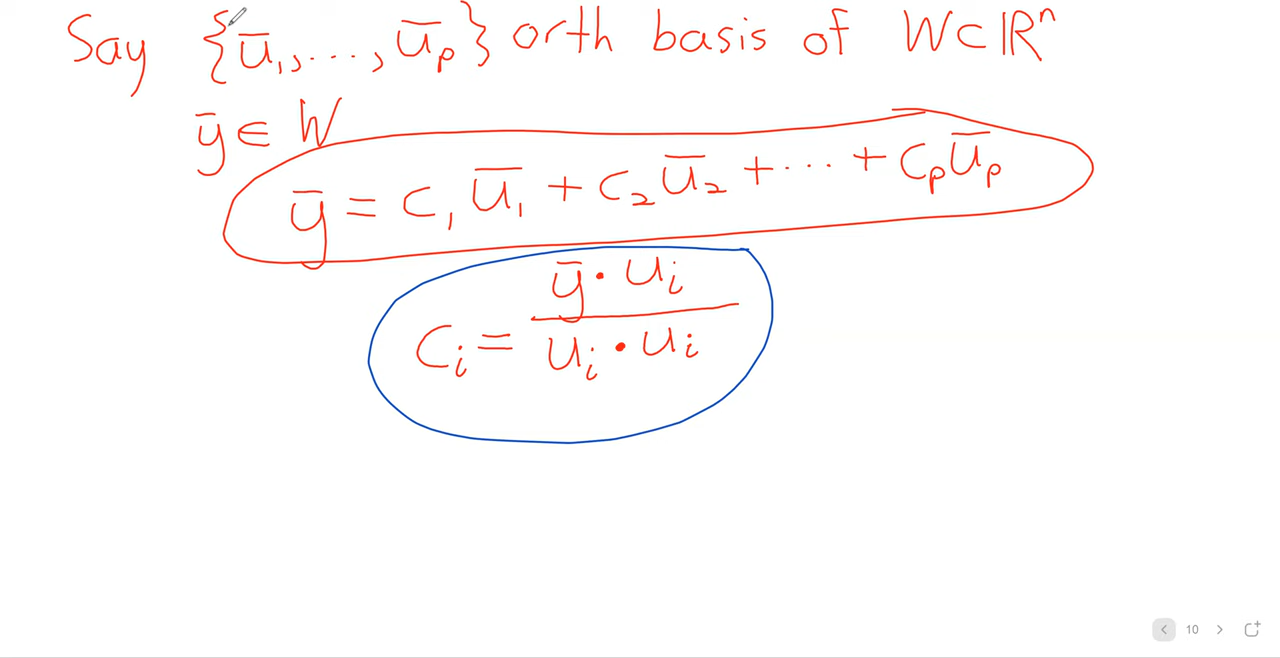 Say {ū₁, ..., ūₚ} orth basis of W⊂ℝⁿ
ȳ ∈ W
ȳ = c₁ū₁ + c₂ū₂ + ... + cₚūₚ
cᵢ = ȳ · uᵢ / uᵢ · uᵢ
10